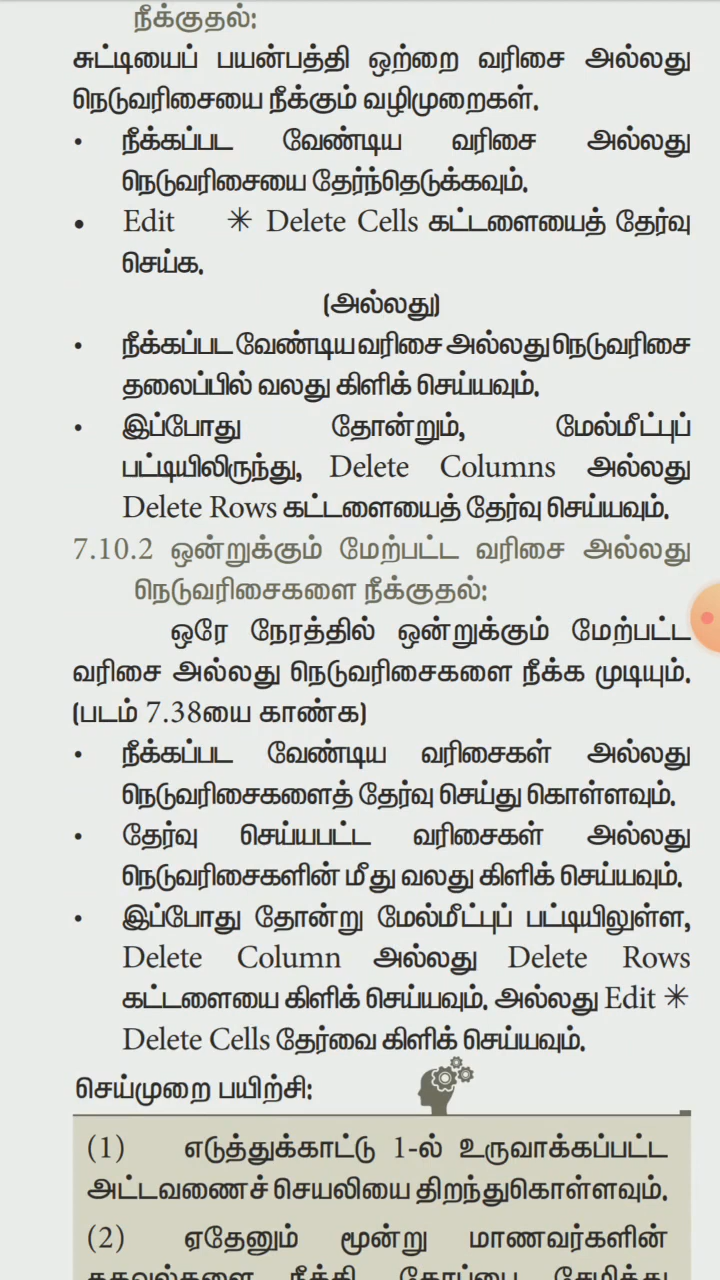 நீக்குதல்:
சுட்டியைப் பயன்பத்தி ஒற்றை வரிசை அல்லது
நெடுவரிசையை நீக்கும் வழிமுறைகள்.
• நீக்கப்பட வேண்டிய வரிசை அல்லது
நெடுவரிசையை தேர்ந்தெடுக்கவும்.
• Edit ✳ Delete Cells கட்டளையைத் தேர்வு
செய்க.
(அல்லது)
• நீக்கப்பட வேண்டிய வரிசை அல்லது நெடுவரிசை
தலைப்பில் வலது கிளிக் செய்யவும்.
• இப்போது தோன்றும், மேல்மீட்புப்
பட்டியிலிருந்து, Delete Columns அல்லது
Delete Rows கட்டளையைத் தேர்வு செய்யவும்.
7.10.2 ஒன்றுக்கும் மேற்பட்ட வரிசை அல்லது
நெடுவரிசைகளை நீக்குதல்:
ஒரே நேரத்தில் ஒன்றுக்கும் மேற்பட்ட
வரிசை அல்லது நெடுவரிசைகளை நீக்க முடியும்.
(படம் 7.38யை காண்க)
• நீக்கப்பட வேண்டிய வரிசைகள் அல்லது
நெடுவரிசைகளைத் தேர்வு செய்து கொள்ளவும்.
• தேர்வு செய்யபட்ட வரிசைகள் அல்லது
நெடுவரிசைகளின் மீது வலது கிளிக் செய்யவும்.
• இப்போது தோன்று மேல்மீட்புப் பட்டியிலுள்ள,
Delete Column அல்லது Delete Rows
கட்டளையை கிளிக் செய்யவும். அல்லது Edit ✳
Delete Cells தேர்வை கிளிக் செய்யவும்.
செய்முறை பயிற்சி:
(1) எடுத்துக்காட்டு 1-ல் உருவாக்கப்பட்ட
அட்டவணைச் செயலியை திறந்துகொள்ளவும்.
(2) ஏதேனும் மூன்று மாணவர்களின்